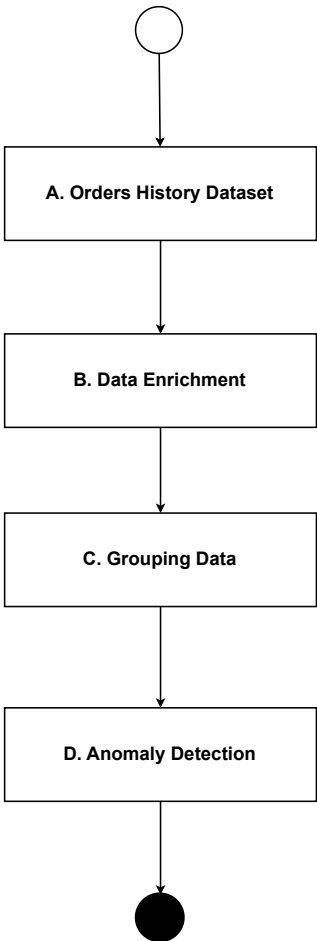 A. Orders History Dataset
B. Data Enrichment
C. Grouping Data
D. Anomaly Detection